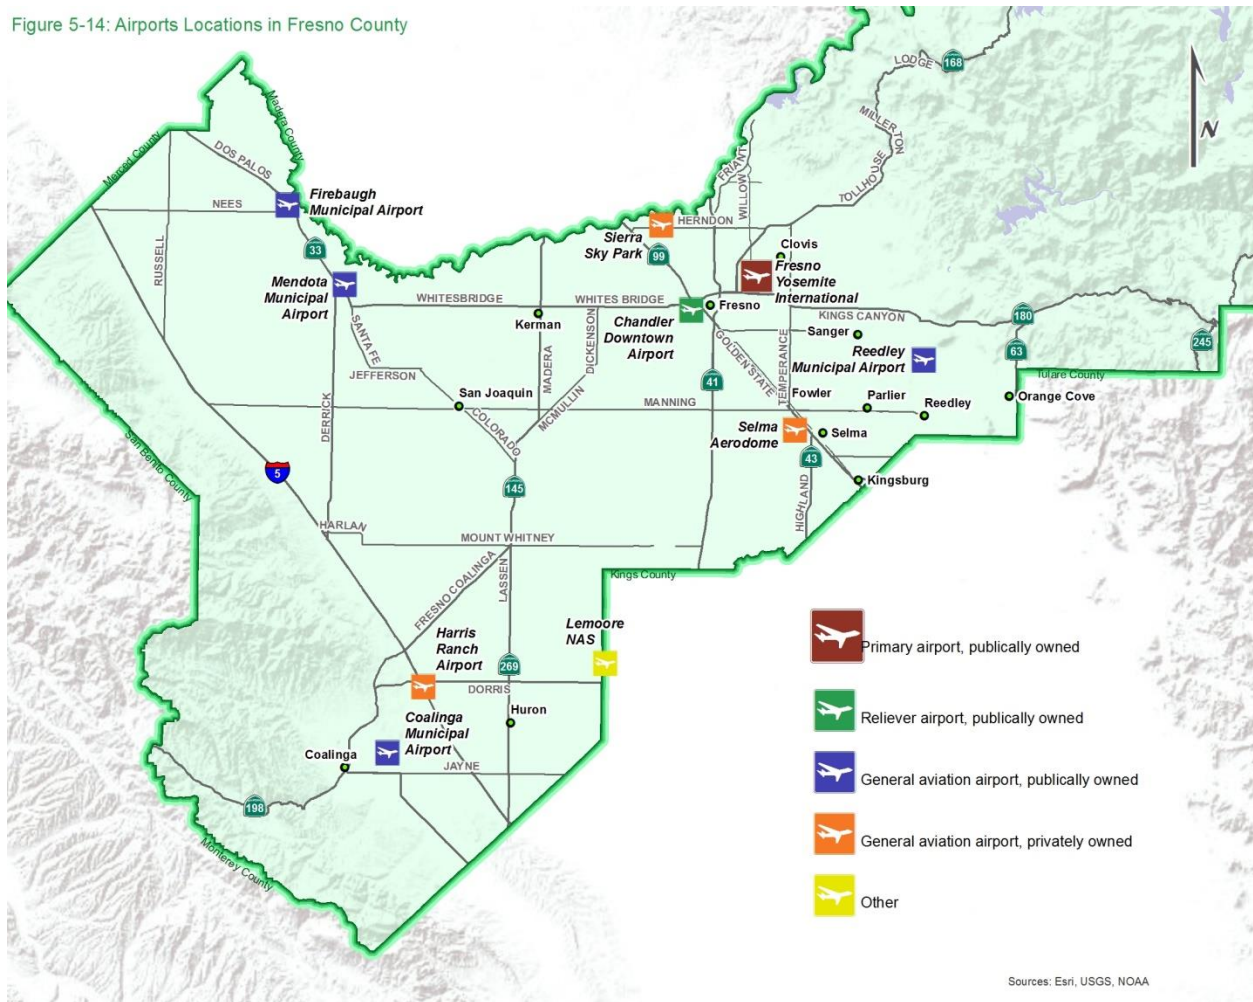 Figure 5-14: Airports Locations in Fresno County
LODGE
168
N
Madera County
Merced County
DOS PALOS
MILLERTON
FRIANT
TOLLHOUSE
WILLOW
Firebaugh
Municipal Airport
NEES
HERNDON
Sierra
Sky Park
33
99
Clovis
RUSSELL
Fresno
Yosemite
International
Mendota
Municipal
Airport
WHITESBRIDGE
WHITES BRIDGE
Fresno
KINGS CANYON
180
Kerman
Chandler
Downtown
Airport
Sanger
245
SANTA FE
DICKENSON
GOLDEN STATE
TEMPERANCE
Reedley
Municipal Airport
63
Tulare County
JEFFERSON
MADERA
41
San Joaquin
MCMULLIN
MANNING
Fowler
Parlier
Reedley
Orange Cove
DERRICK
COLORADO
Selma
Aerodome
Selma
San Benito County
5
145
43
Kingsburg
HIGHLAND
HARLAN
MOUNT WHITNEY
FRESNO COALINGA
LASSEN
Kings County
Lemoore
NAS
Harris
Ranch
Airport
269
DORRIS
Primary airport, publically owned
Reliever airport, publically owned
Huron
Coalinga
Municipal
Airport
Coalinga
JAYNE
General aviation airport, publically owned
198
Monterey County
General aviation airport, privately owned
Other
Sources: Esri, USGS, NOAA